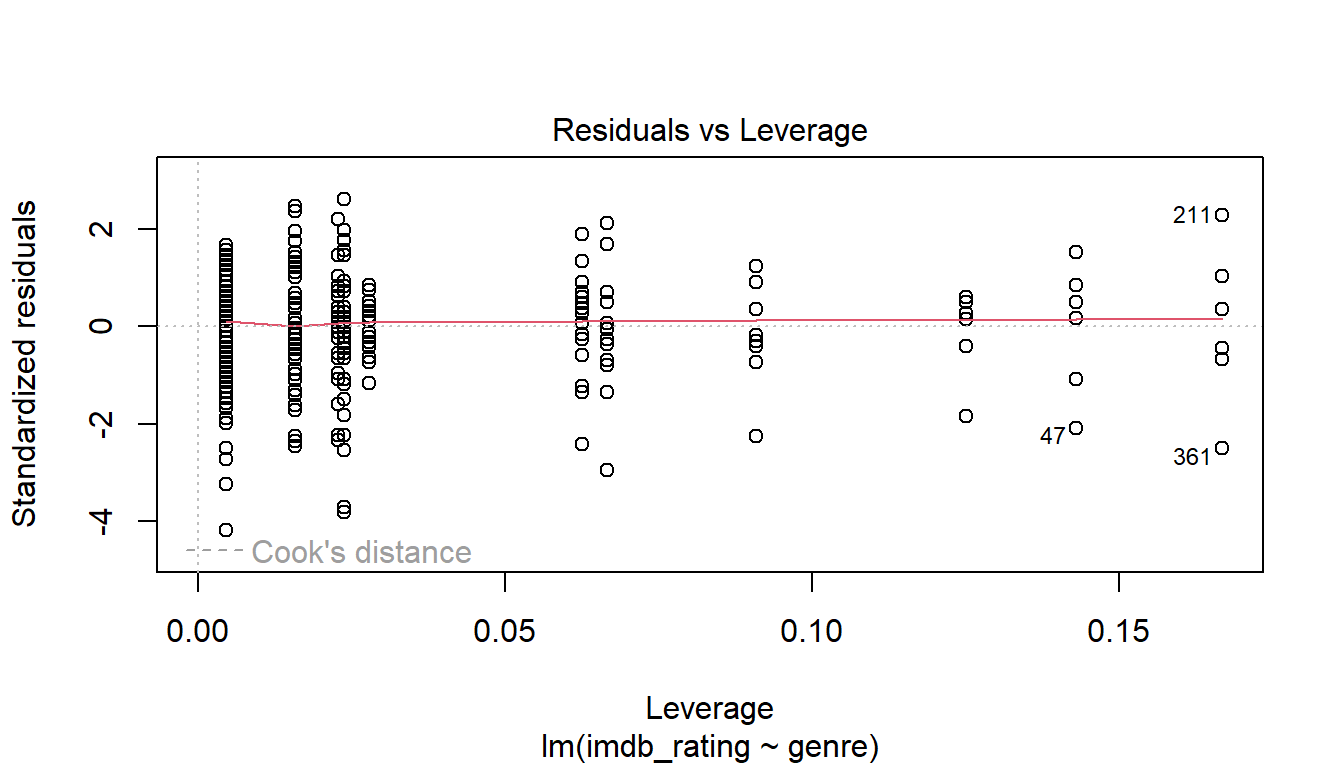 Residuals vs Leverage
Standardized residuals
2
0
-2
-4
211
47
361
Cook's distance
0.00 0.05 0.10 0.15
Leverage
lm(imdb_rating ~ genre)